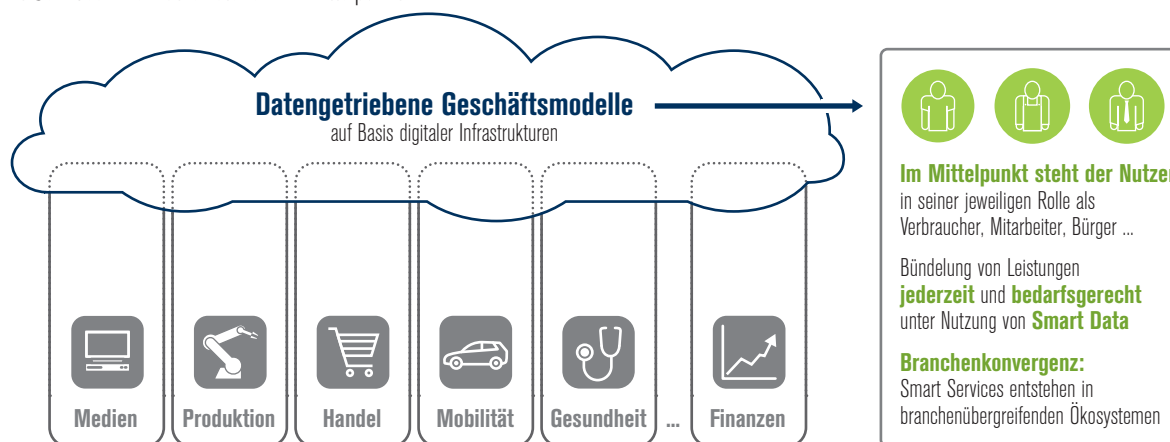 Datengetriebene Geschäftsmodelle
auf Basis digitaler Infrastrukturen
Medien
Produktion
Handel
Mobilität
Gesundheit
...
Finanzen
Im Mittelpunkt steht der Nutzer
in seiner jeweiligen Rolle als
Verbraucher, Mitarbeiter, Bürger ...
Bündelung von Leistungen
jederzeit und bedarfsgerecht
unter Nutzung von Smart Data
Branchenkonvergenz:
Smart Services entstehen in
branchenübergreifenden Ökosystemen